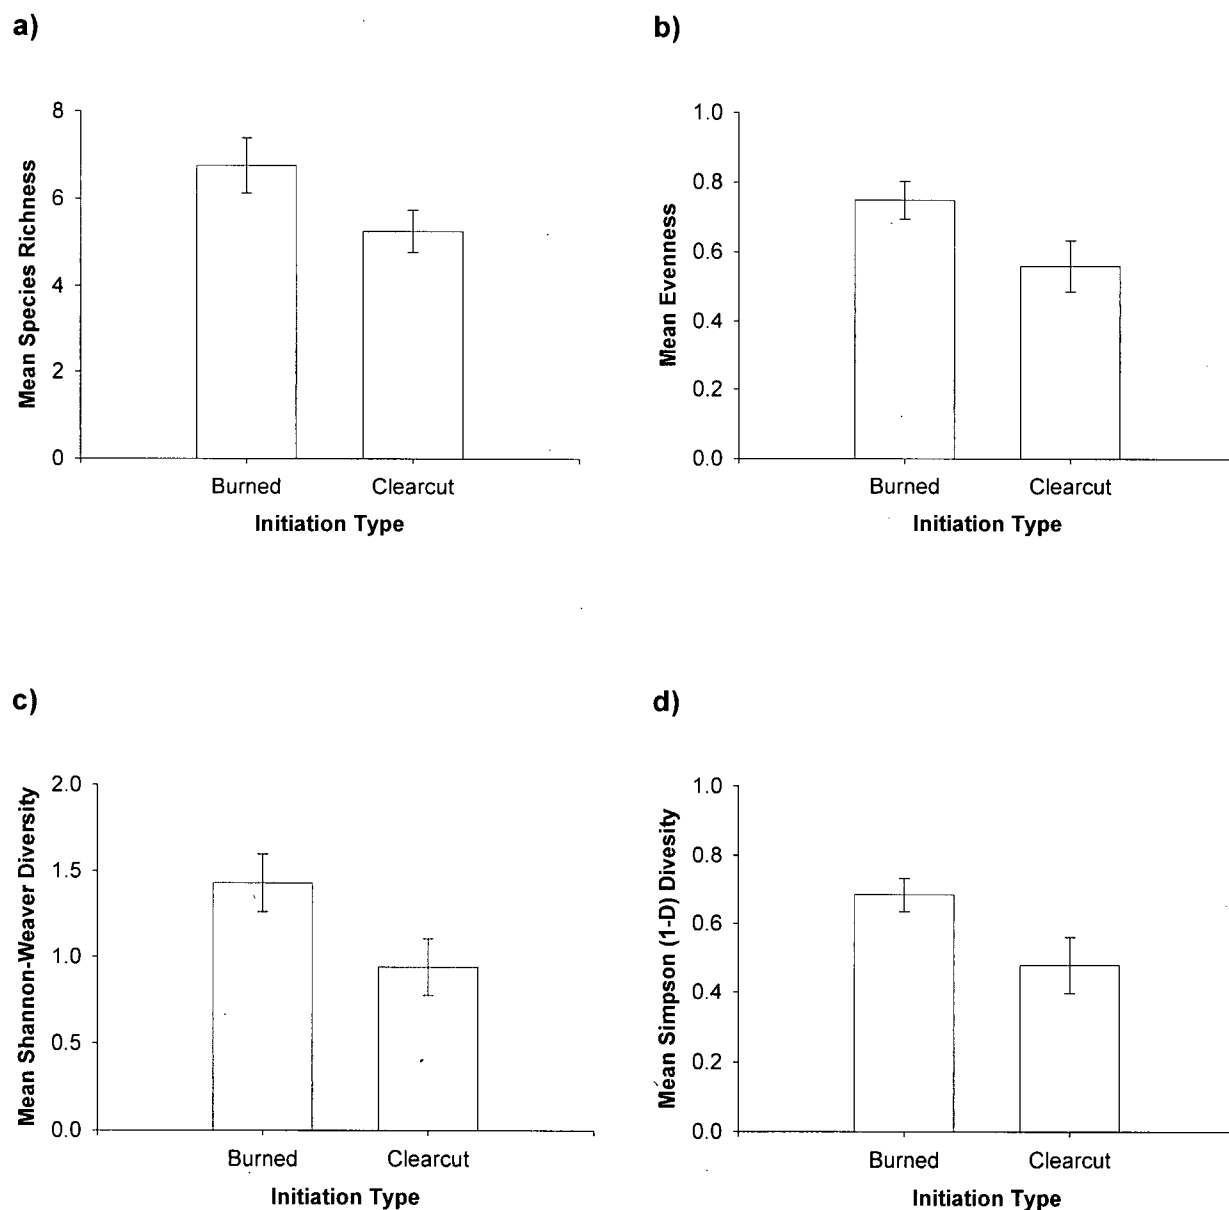 a)
Mean Species Richness
8
6
4
2
0
Burned Clearcut
Initiation Type
b)
Mean Evenness
1.0
0.8
0.6
0.4
0.2
0.0
Burned Clearcut
Initiation Type
c)
Mean Shannon-Weaver Diversity
2.0
1.5
1.0
0.5
0.0
Burned Clearcut
Initiation Type
d)
Mean Simpson (1-D) Divesity
1.0
0.8
0.6
0.4
0.2
0.0
Burned Clearcut
Initiation Type